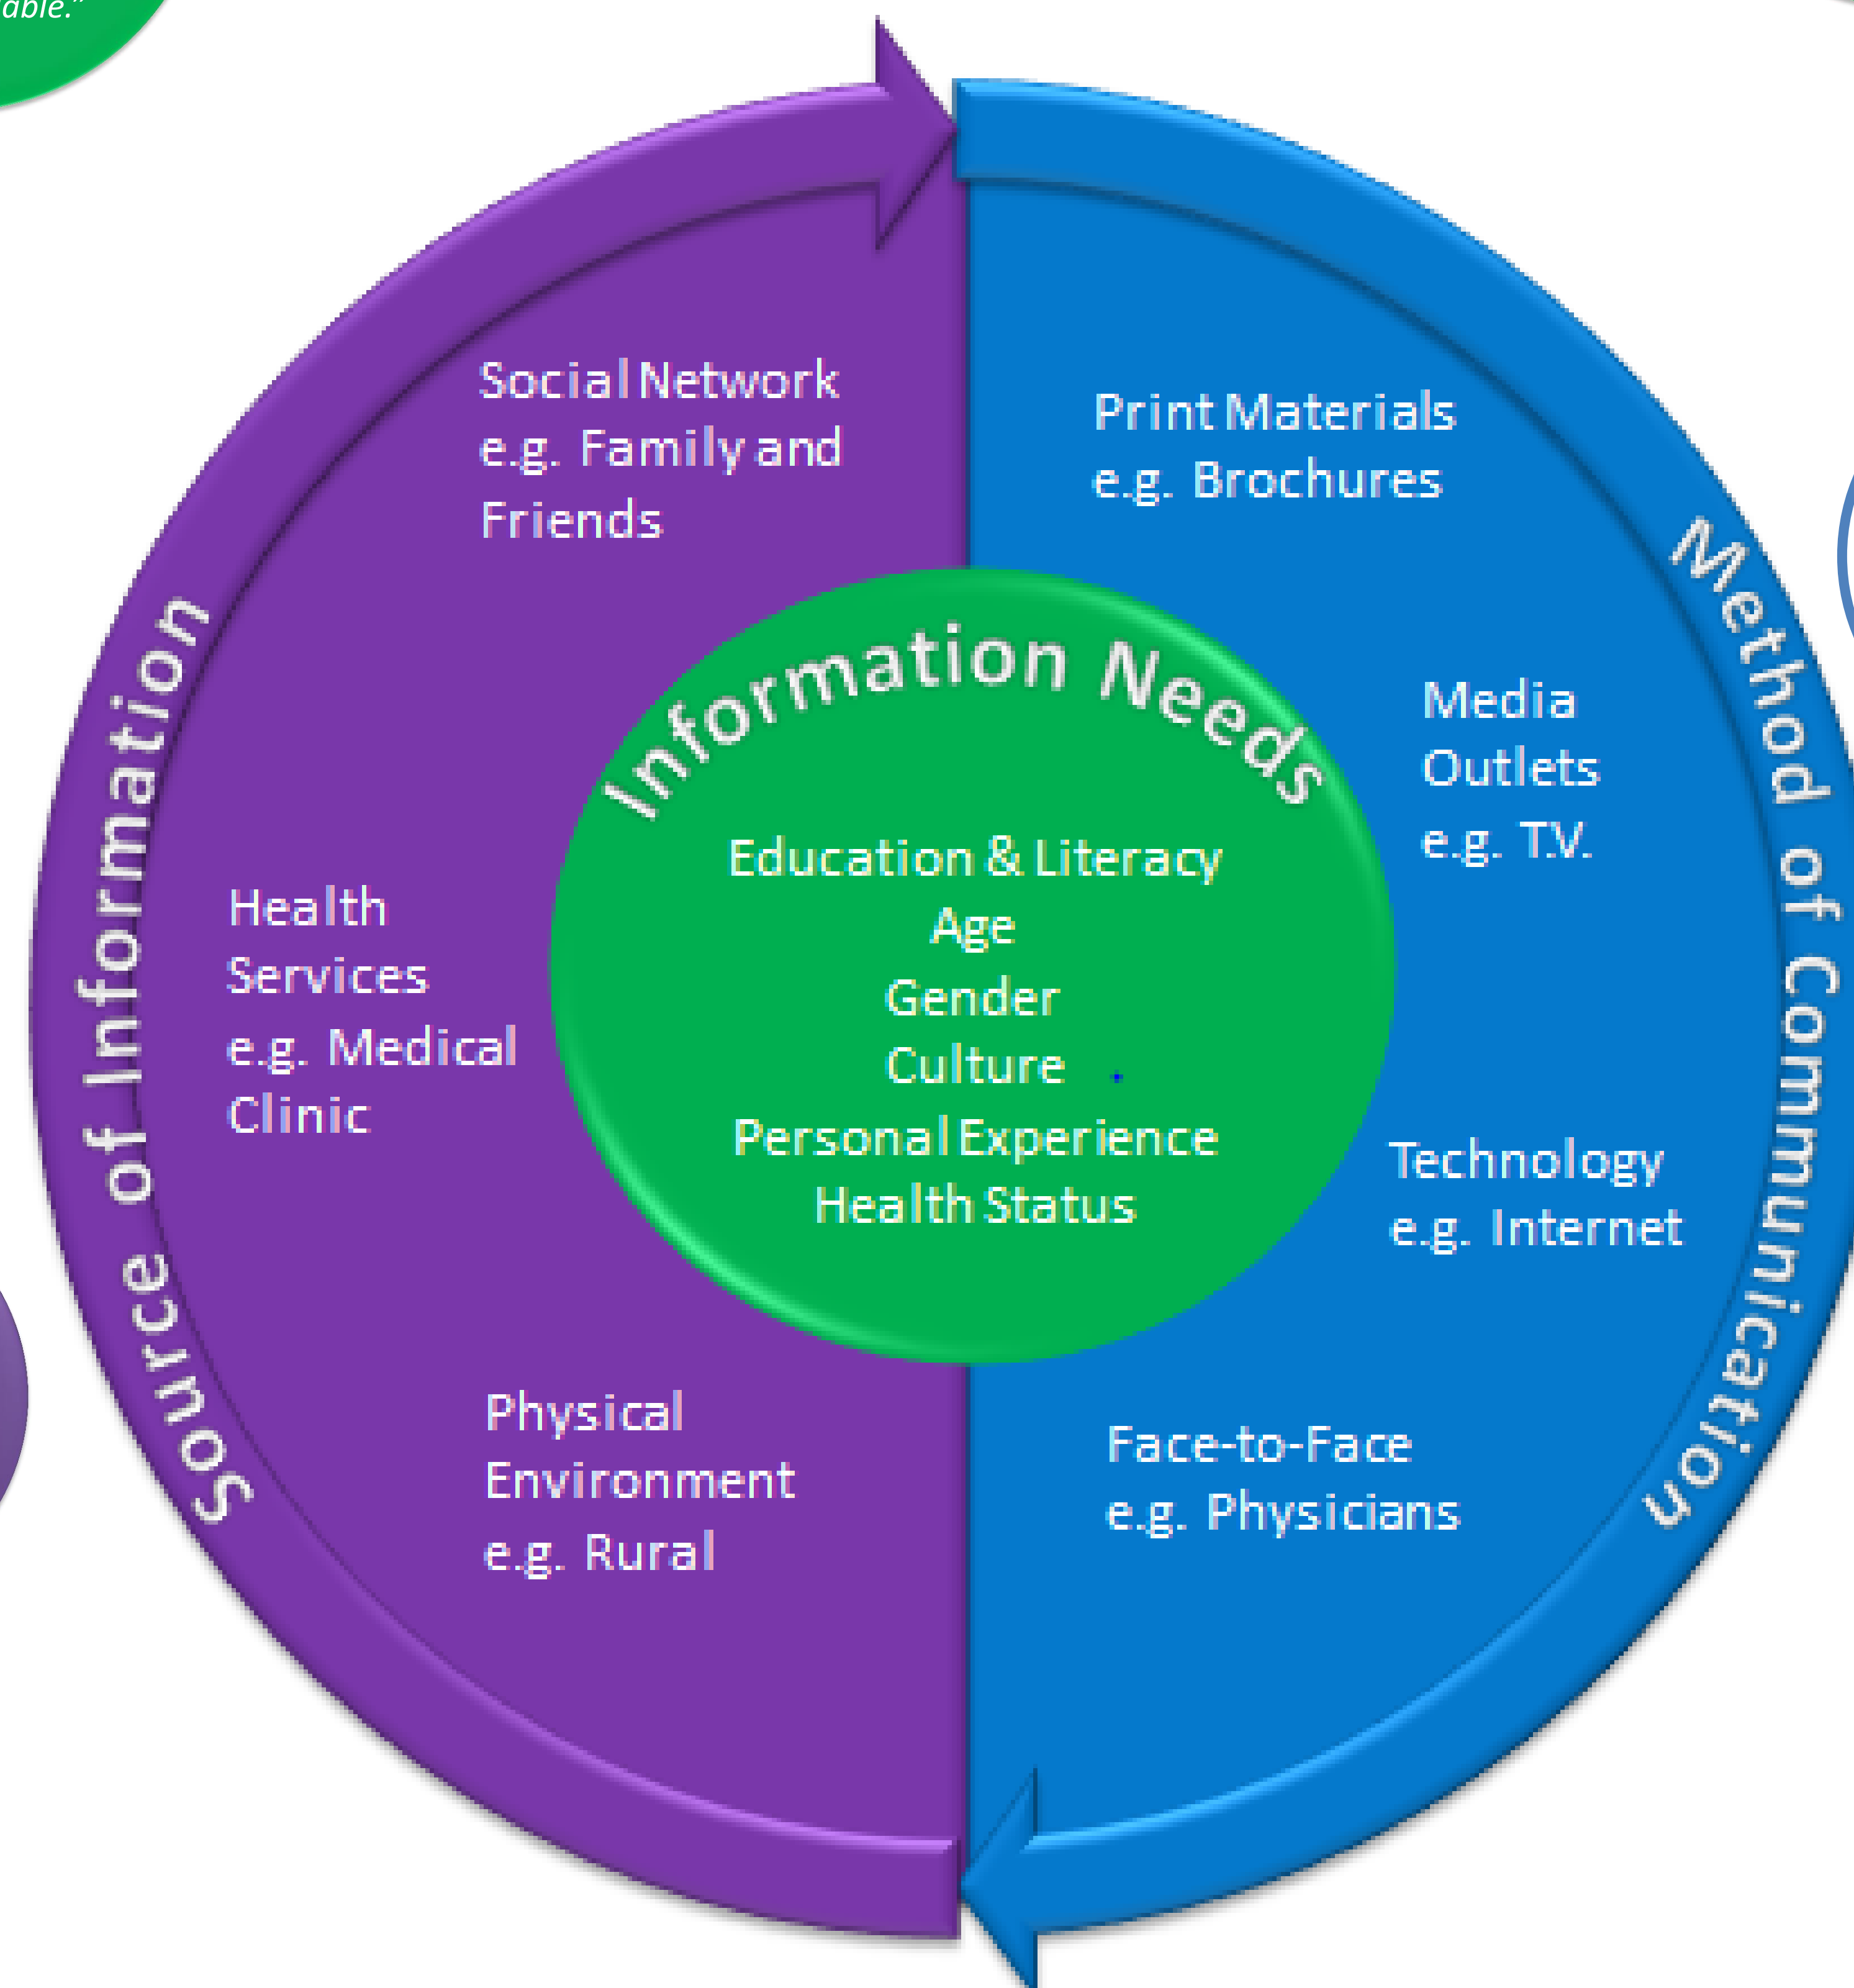 able.”
Source of Information
Social Network
e.g. Family and
Friends
Health
Services
e.g. Medical
Clinic
Physical
Environment
e.g. Rural
Information Needs
Education & Literacy
Age
Gender
Culture
Personal Experience
Health Status
Method of Communication
Print Materials
e.g. Brochures
Media
Outlets
e.g. T.V.
Technology
e.g. Internet
Face-to-Face
e.g. Physicians